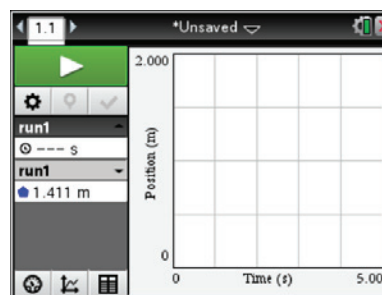 1.1
*Unsaved
run1
--- s
run1
1.411 m
2.000
Position (m)
0
0
Time (s)
5.00